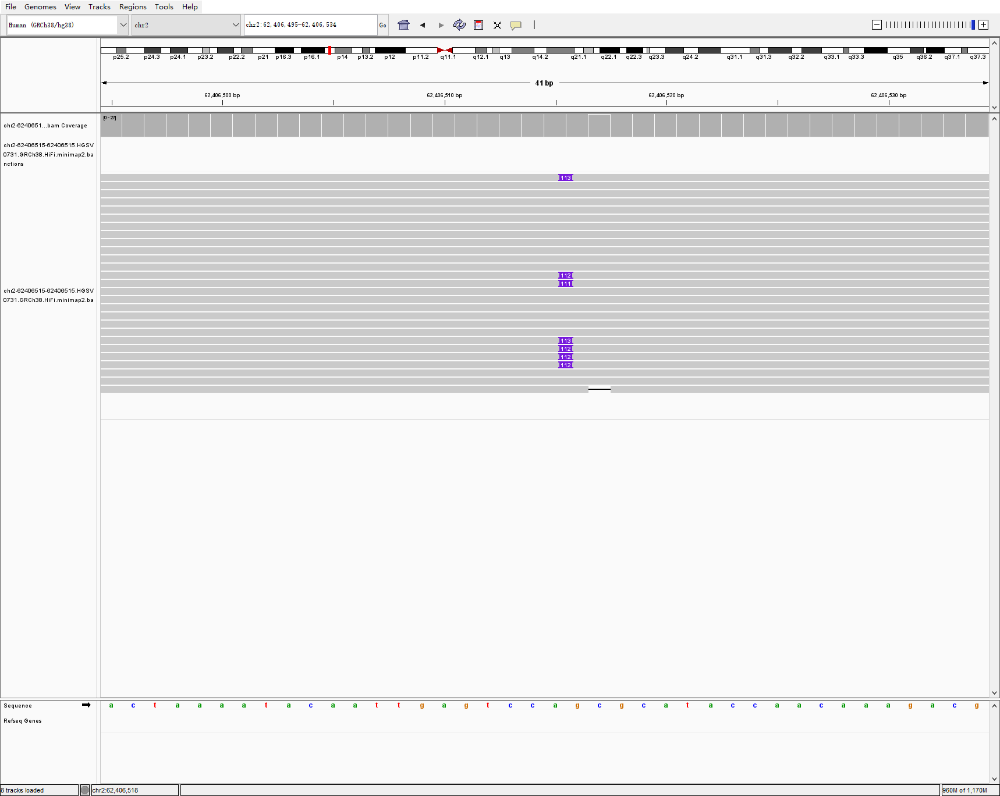 File Genomes View Tracks Regions Tools Help
Human (GRCh38/hg38) chr2 chr2:62,406,495-62,406,534 Go
p25.2 p24.3 p24.1 p23.2 p22.2 p21 p16.3 p16.1 p14 p13.2 p12 p11.2 q11.1 q12.1 q13 q14.2 q21.1 q22.1 q22.3 q23.3 q24.2 q31.1 q31.3 q32.2 q33.1 q33.3 q35 q36.2 q37.1 q37.3
41 bp
62,406,500 bp 62,406,510 bp 62,406,520 bp 62,406,530 bp
[0 - 27]
chr2-6240651...bam Coverage
chr2-62406515-62406515.HGSV
0731.GRCh38.HiFi.minimap2.ba
nctions
113
112
111
chr2-62406515-62406515.HGSV
0731.GRCh38.HiFi.minimap2.ba
113
112
112
112
Sequence a c t a a a a t a c a a t t g a g t c c a g c g c a t a c c a a c a a a g a c g
Refseq Genes
8 tracks loaded chr2:62,406,518 960M of 1,170M